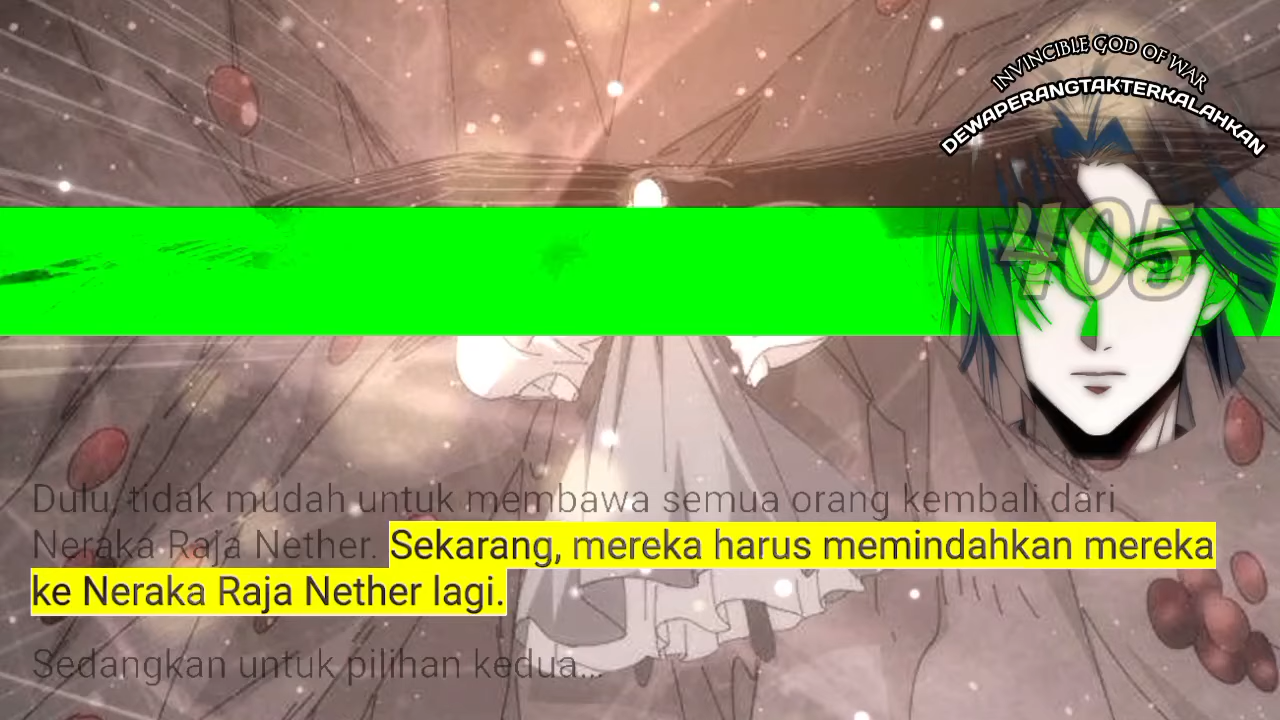 INVINCIBLE GOD OF WAR
DEWAPERANGTAKTERKALAHKAN
405
Dulu, tidak mudah untuk membawa semua orang kembali dari
Neraka Raja Nether. Sekarang, mereka harus memindahkan mereka
ke Neraka Raja Nether lagi.
Sedangkan untuk pilihan kedua...